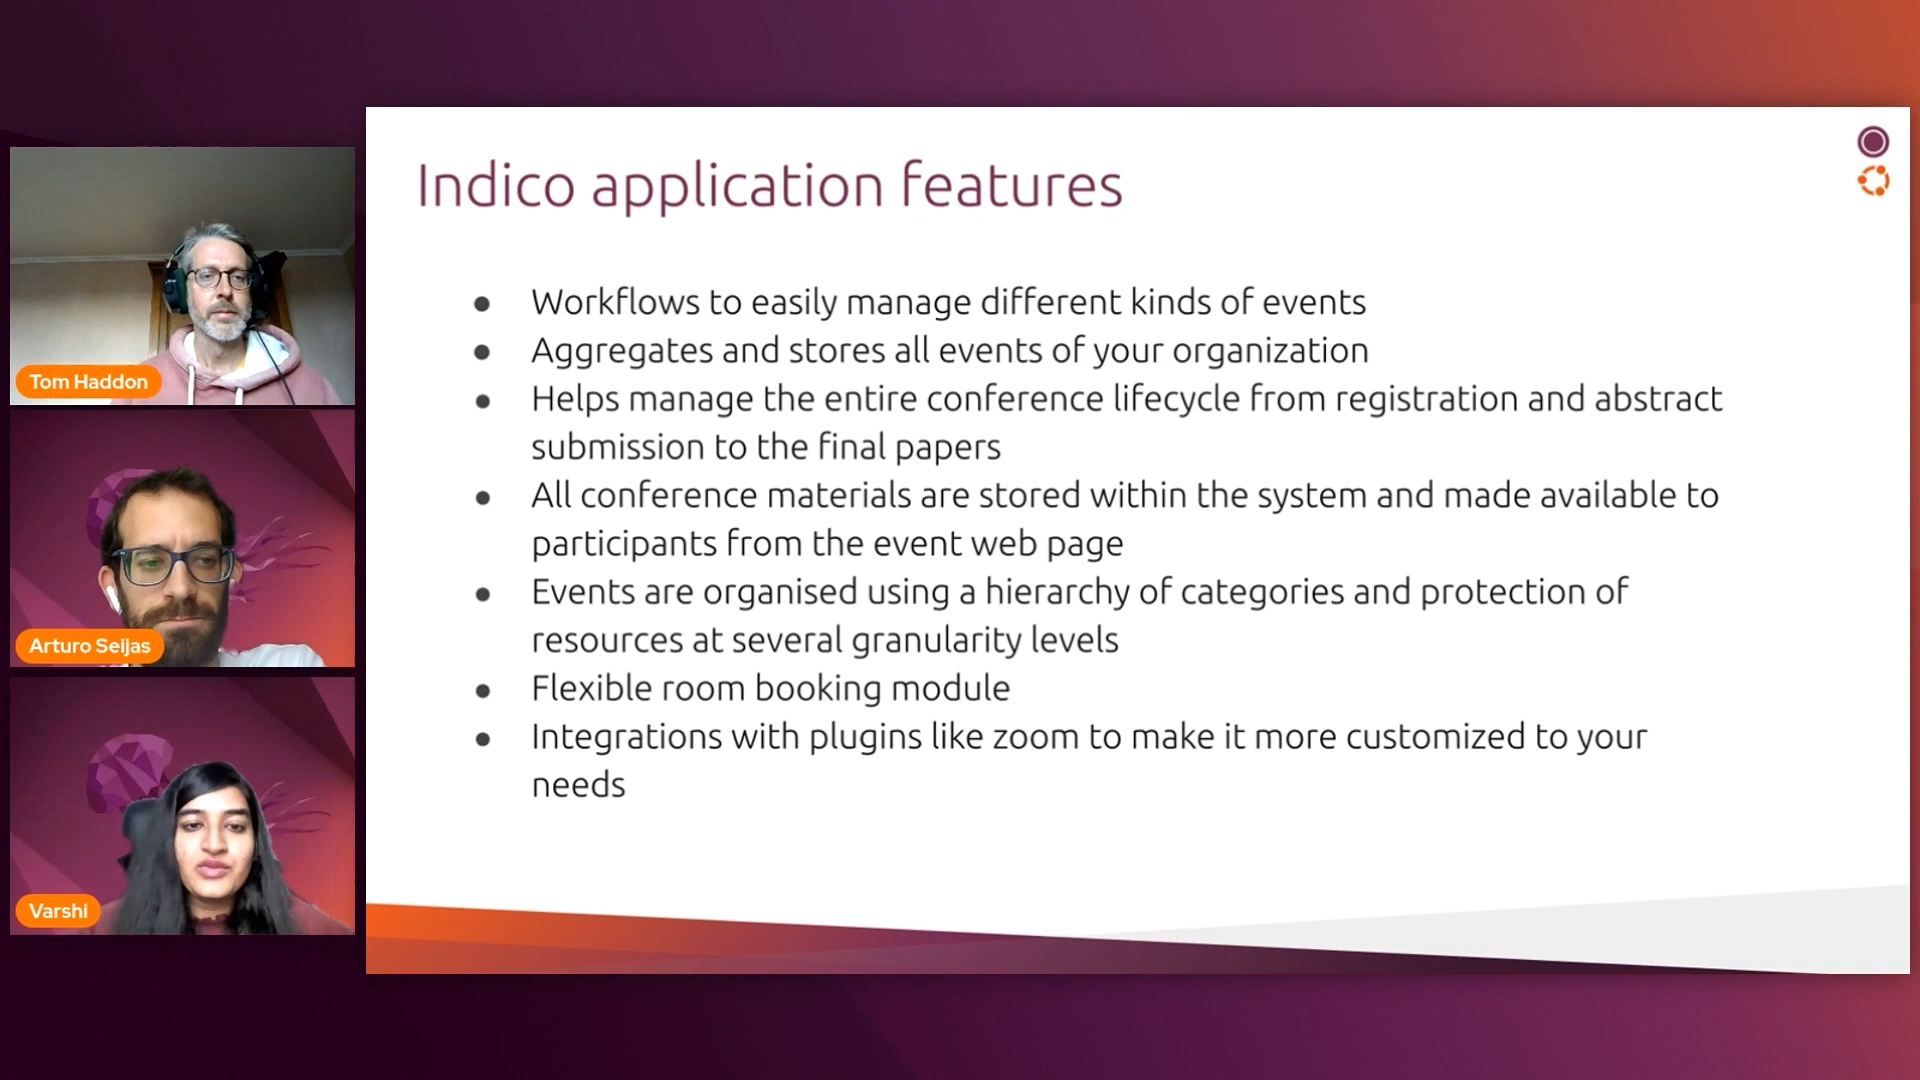 Indico application features
Workflows to easily manage different kinds of events
Aggregates and stores all events of your organization
Helps manage the entire conference lifecycle from registration and abstract
submission to the final papers
All conference materials are stored within the system and made available to
participants from the event web page
Events are organised using a hierarchy of categories and protection of
resources at several granularity levels
Flexible room booking module
Integrations with plugins like zoom to make it more customized to your
needs
Tom Haddon
Arturo Seijas
Varshi